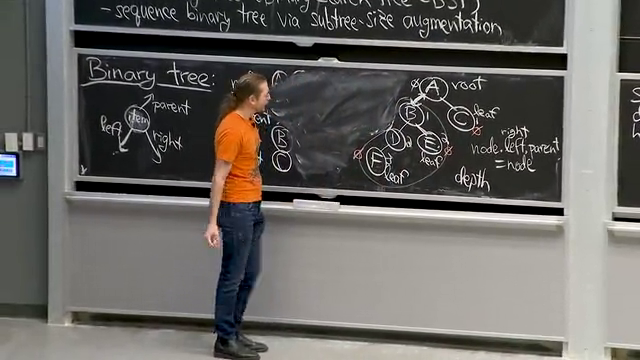 - sequence binary tree via subtree-size augmentation
Binary tree:
parent
item
left
right
B
C
A root
B
C leaf
D
E
leaf
F
leaf
right
node.left.parent
= node
depth